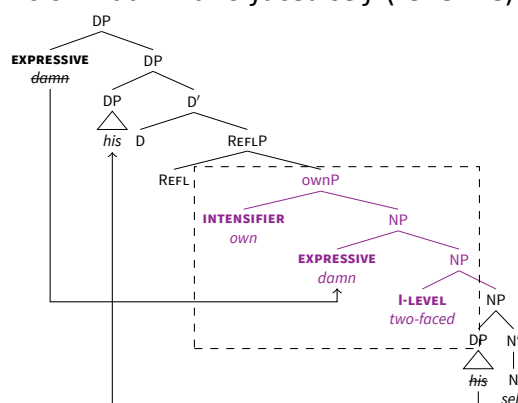 DP
EXPRESSIVE DP
damn
DP D′
his D REFLP
REFL ownP
INTENSIFIER NP
own
EXPRESSIVE NP
damn
I-LEVEL NP
two-faced
DP
his